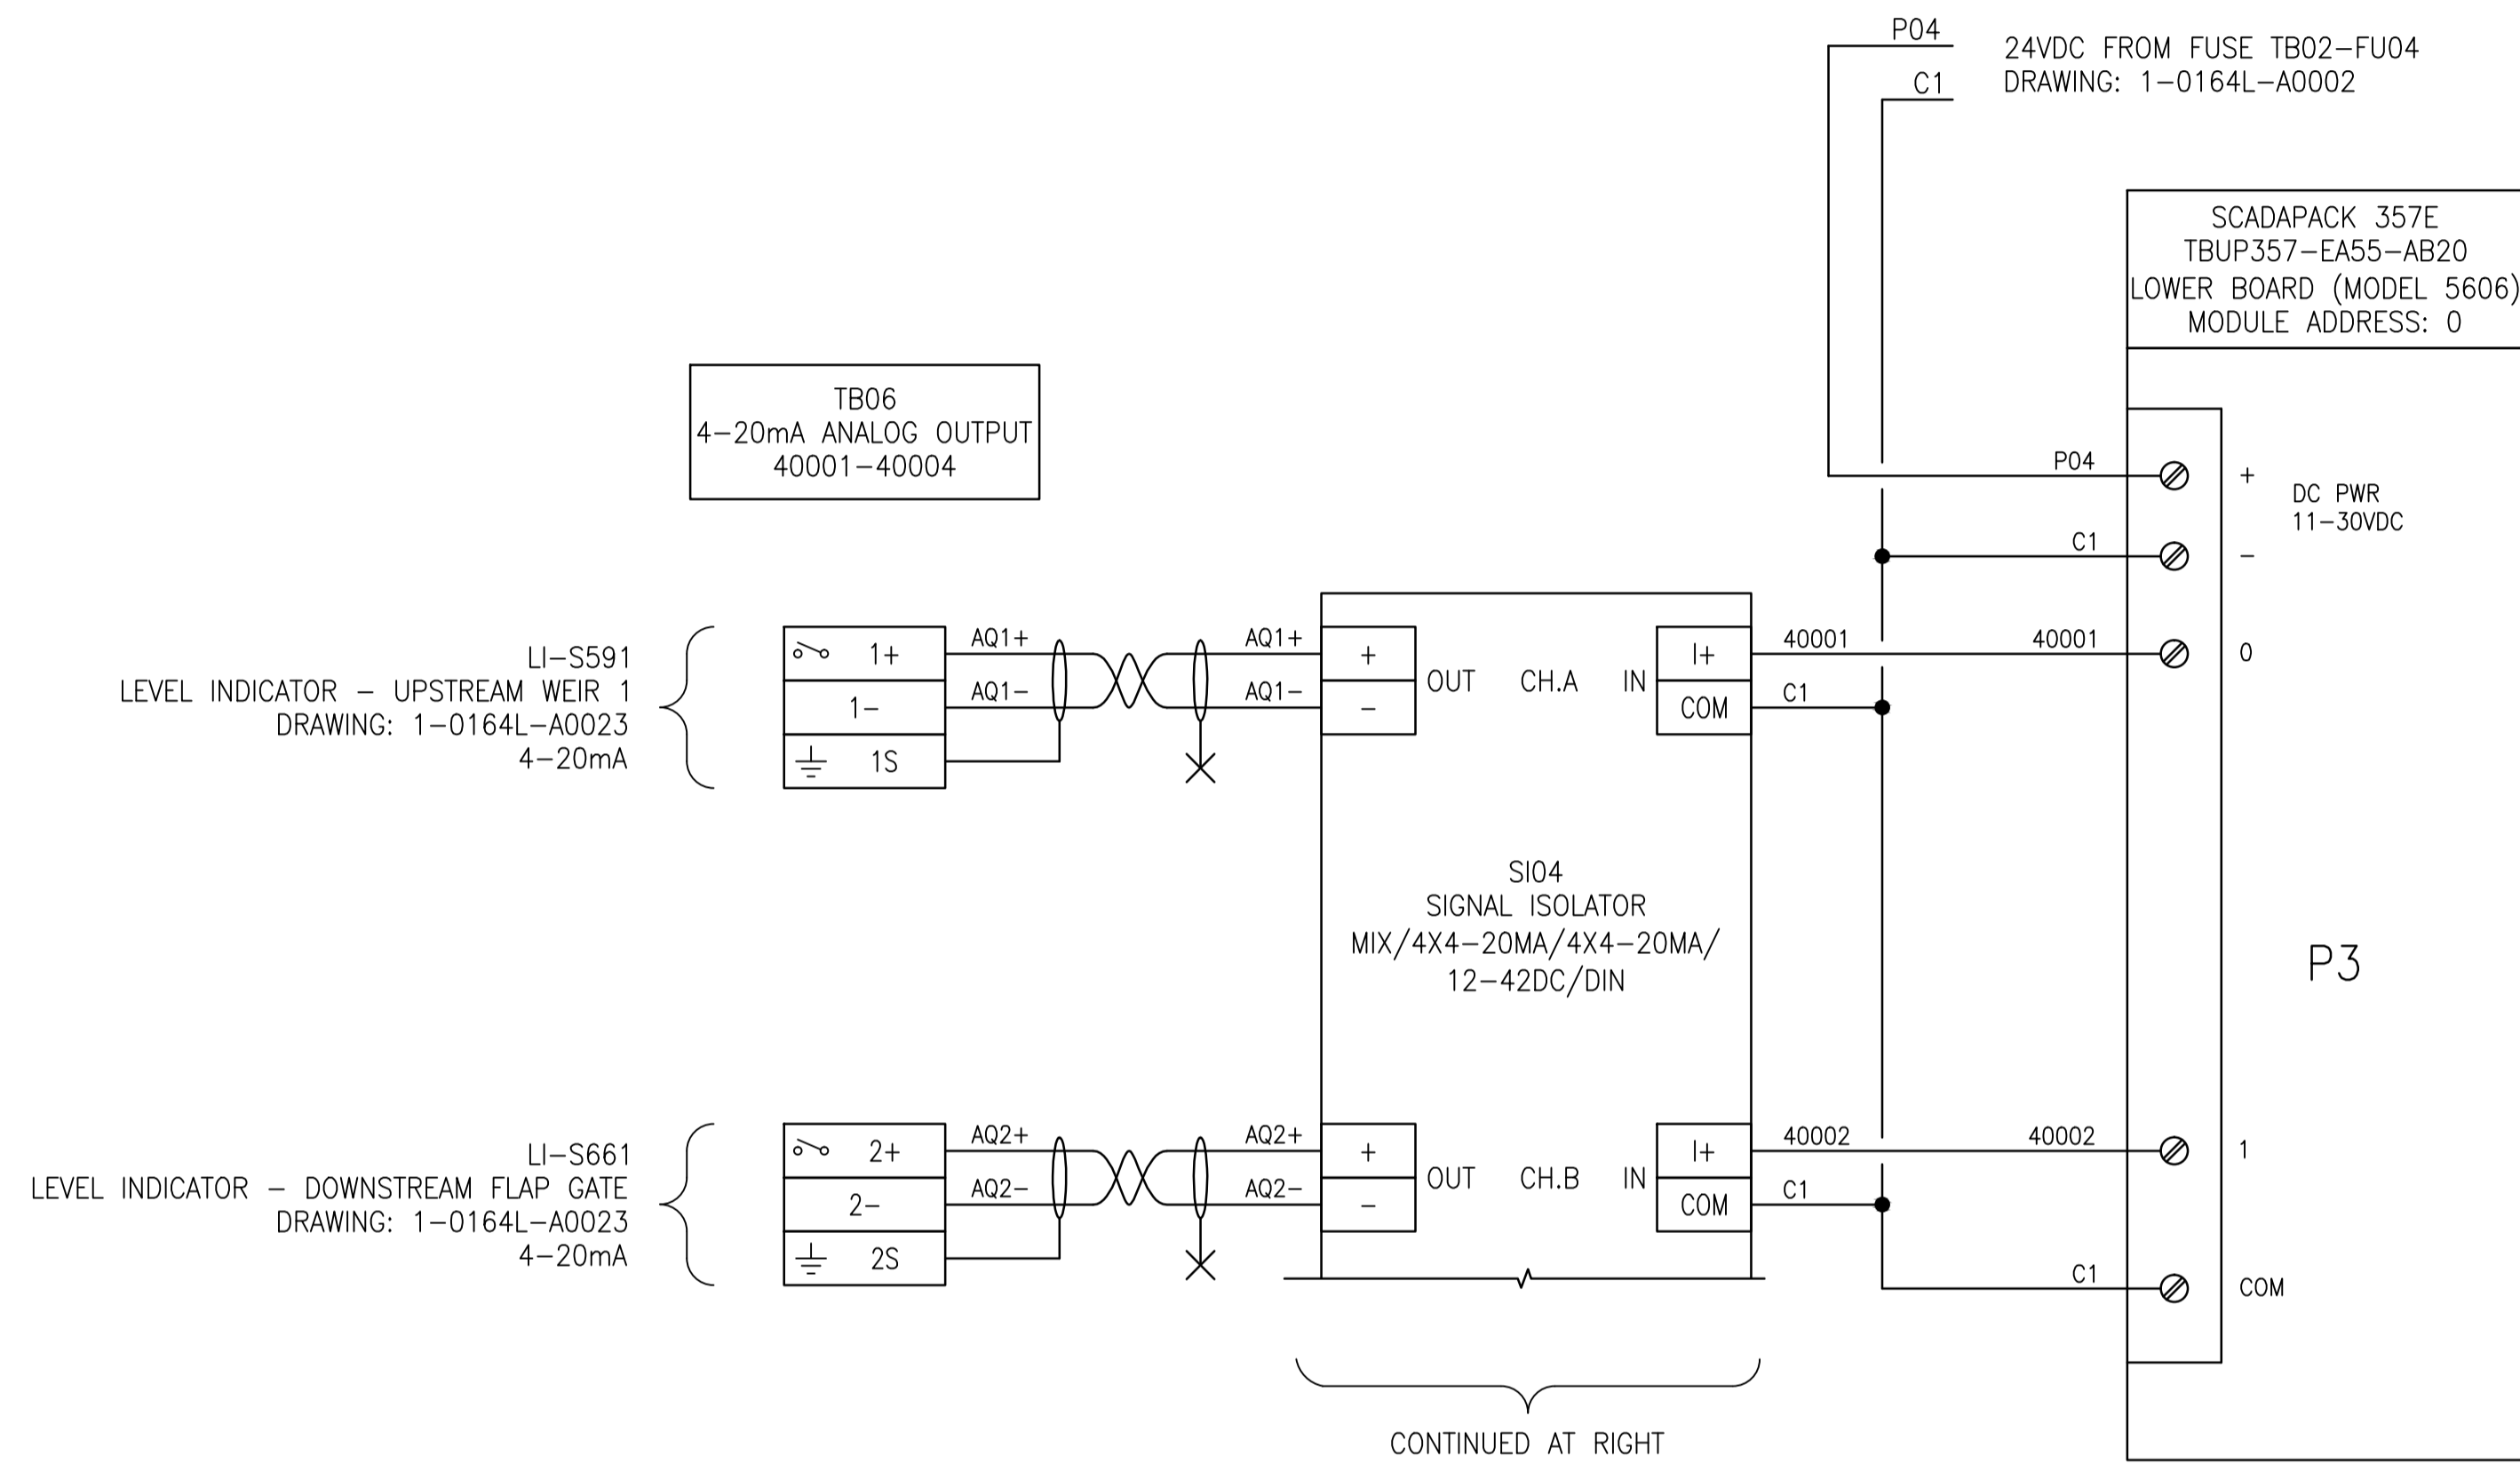 P04
24VDC FROM FUSE TB02-FU04
C1
DRAWING: 1-0164L-A0002
SCADAPACK 357E
TBUP357-EA55-AB20
LOWER BOARD (MODEL 5606)
MODULE ADDRESS: 0
TB06
4-20mA ANALOG OUTPUT
40001-40004
P04
+
DC PWR
11-30VDC
C1
-
LI-S591
LEVEL INDICATOR - UPSTREAM WEIR 1
DRAWING: 1-0164L-A0023
4-20mA
1+
1-
1S
AQ1+
AQ1-
AQ1+
AQ1-
+
-
OUT CH.A IN
I+
COM
40001
C1
40001
0
SI04
SIGNAL ISOLATOR
MIX/4X4-20MA/4X4-20MA/
12-42DC/DIN
P3
LI-S661
LEVEL INDICATOR - DOWNSTREAM FLAP GATE
DRAWING: 1-0164L-A0023
4-20mA
2+
2-
2S
AQ2+
AQ2-
AQ2+
AQ2-
+
-
OUT CH.B IN
I+
COM
40002
C1
40002
1
C1
COM
CONTINUED AT RIGHT